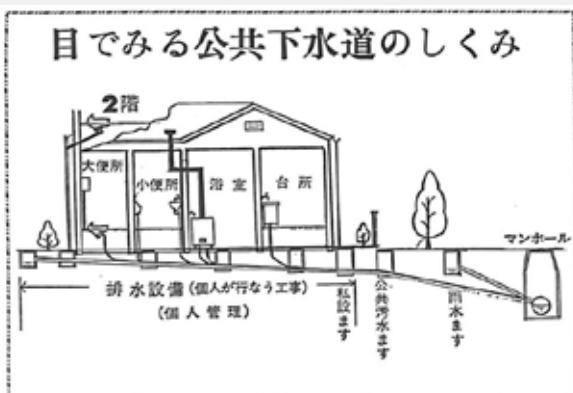 目でみる公共下水道のしくみ
2階
大便所
小便所
浴室
台所
マンホール
排水設備(個人が行なう工事)
(個人管理)
私設ます
公共汚水ます
雨水ます